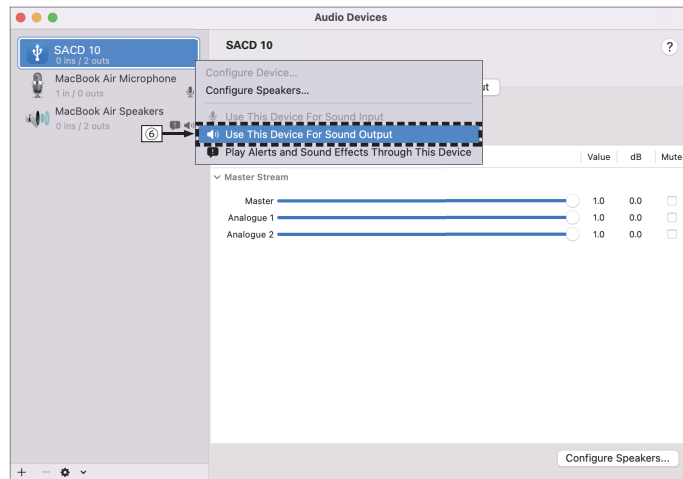 Audio Devices
SACD 10
0 ins / 2 outs
MacBook Air Microphone
1 in / 0 outs
MacBook Air Speakers
0 ins / 2 outs
⑥
SACD 10
?
Configure Device...
Configure Speakers...
Use This Device For Sound Input
Use This Device For Sound Output
Play Alerts and Sound Effects Through This Device
Value dB Mute
Master Stream
Master 1.0 0.0
Analogue 1 1.0 0.0
Analogue 2 1.0 0.0
Configure Speakers...